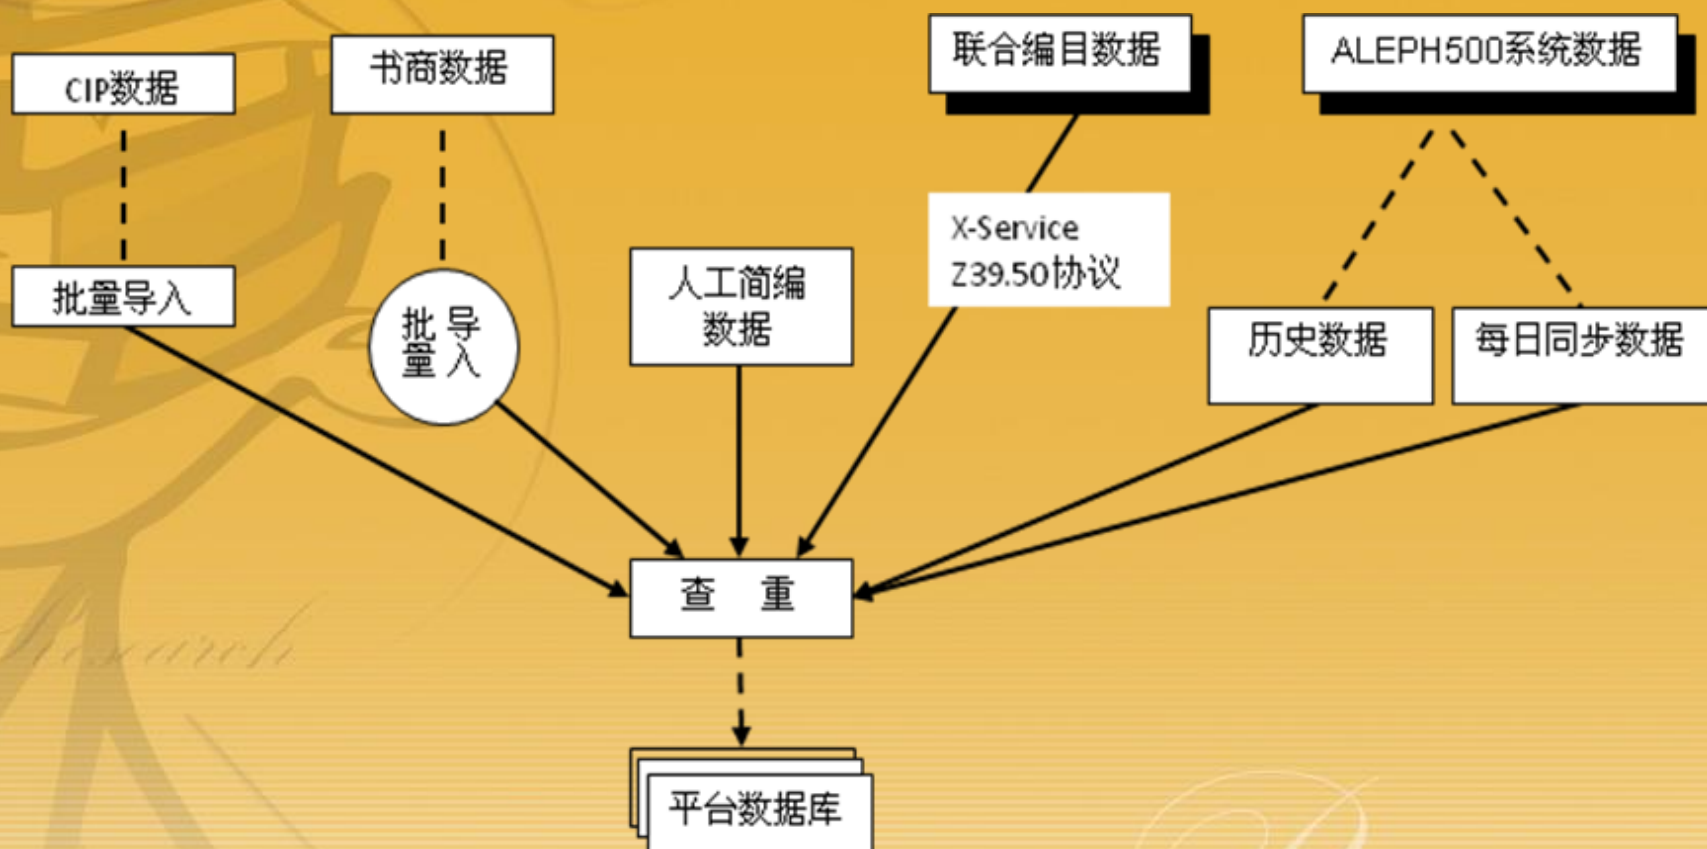 CIP数据
书商数据
联合编目数据
ALEPH500系统数据
X-Service
Z39.50协议
批量导入
批 导
量 入
人工简编
数据
历史数据
每日同步数据
查 重
Research
平台数据库